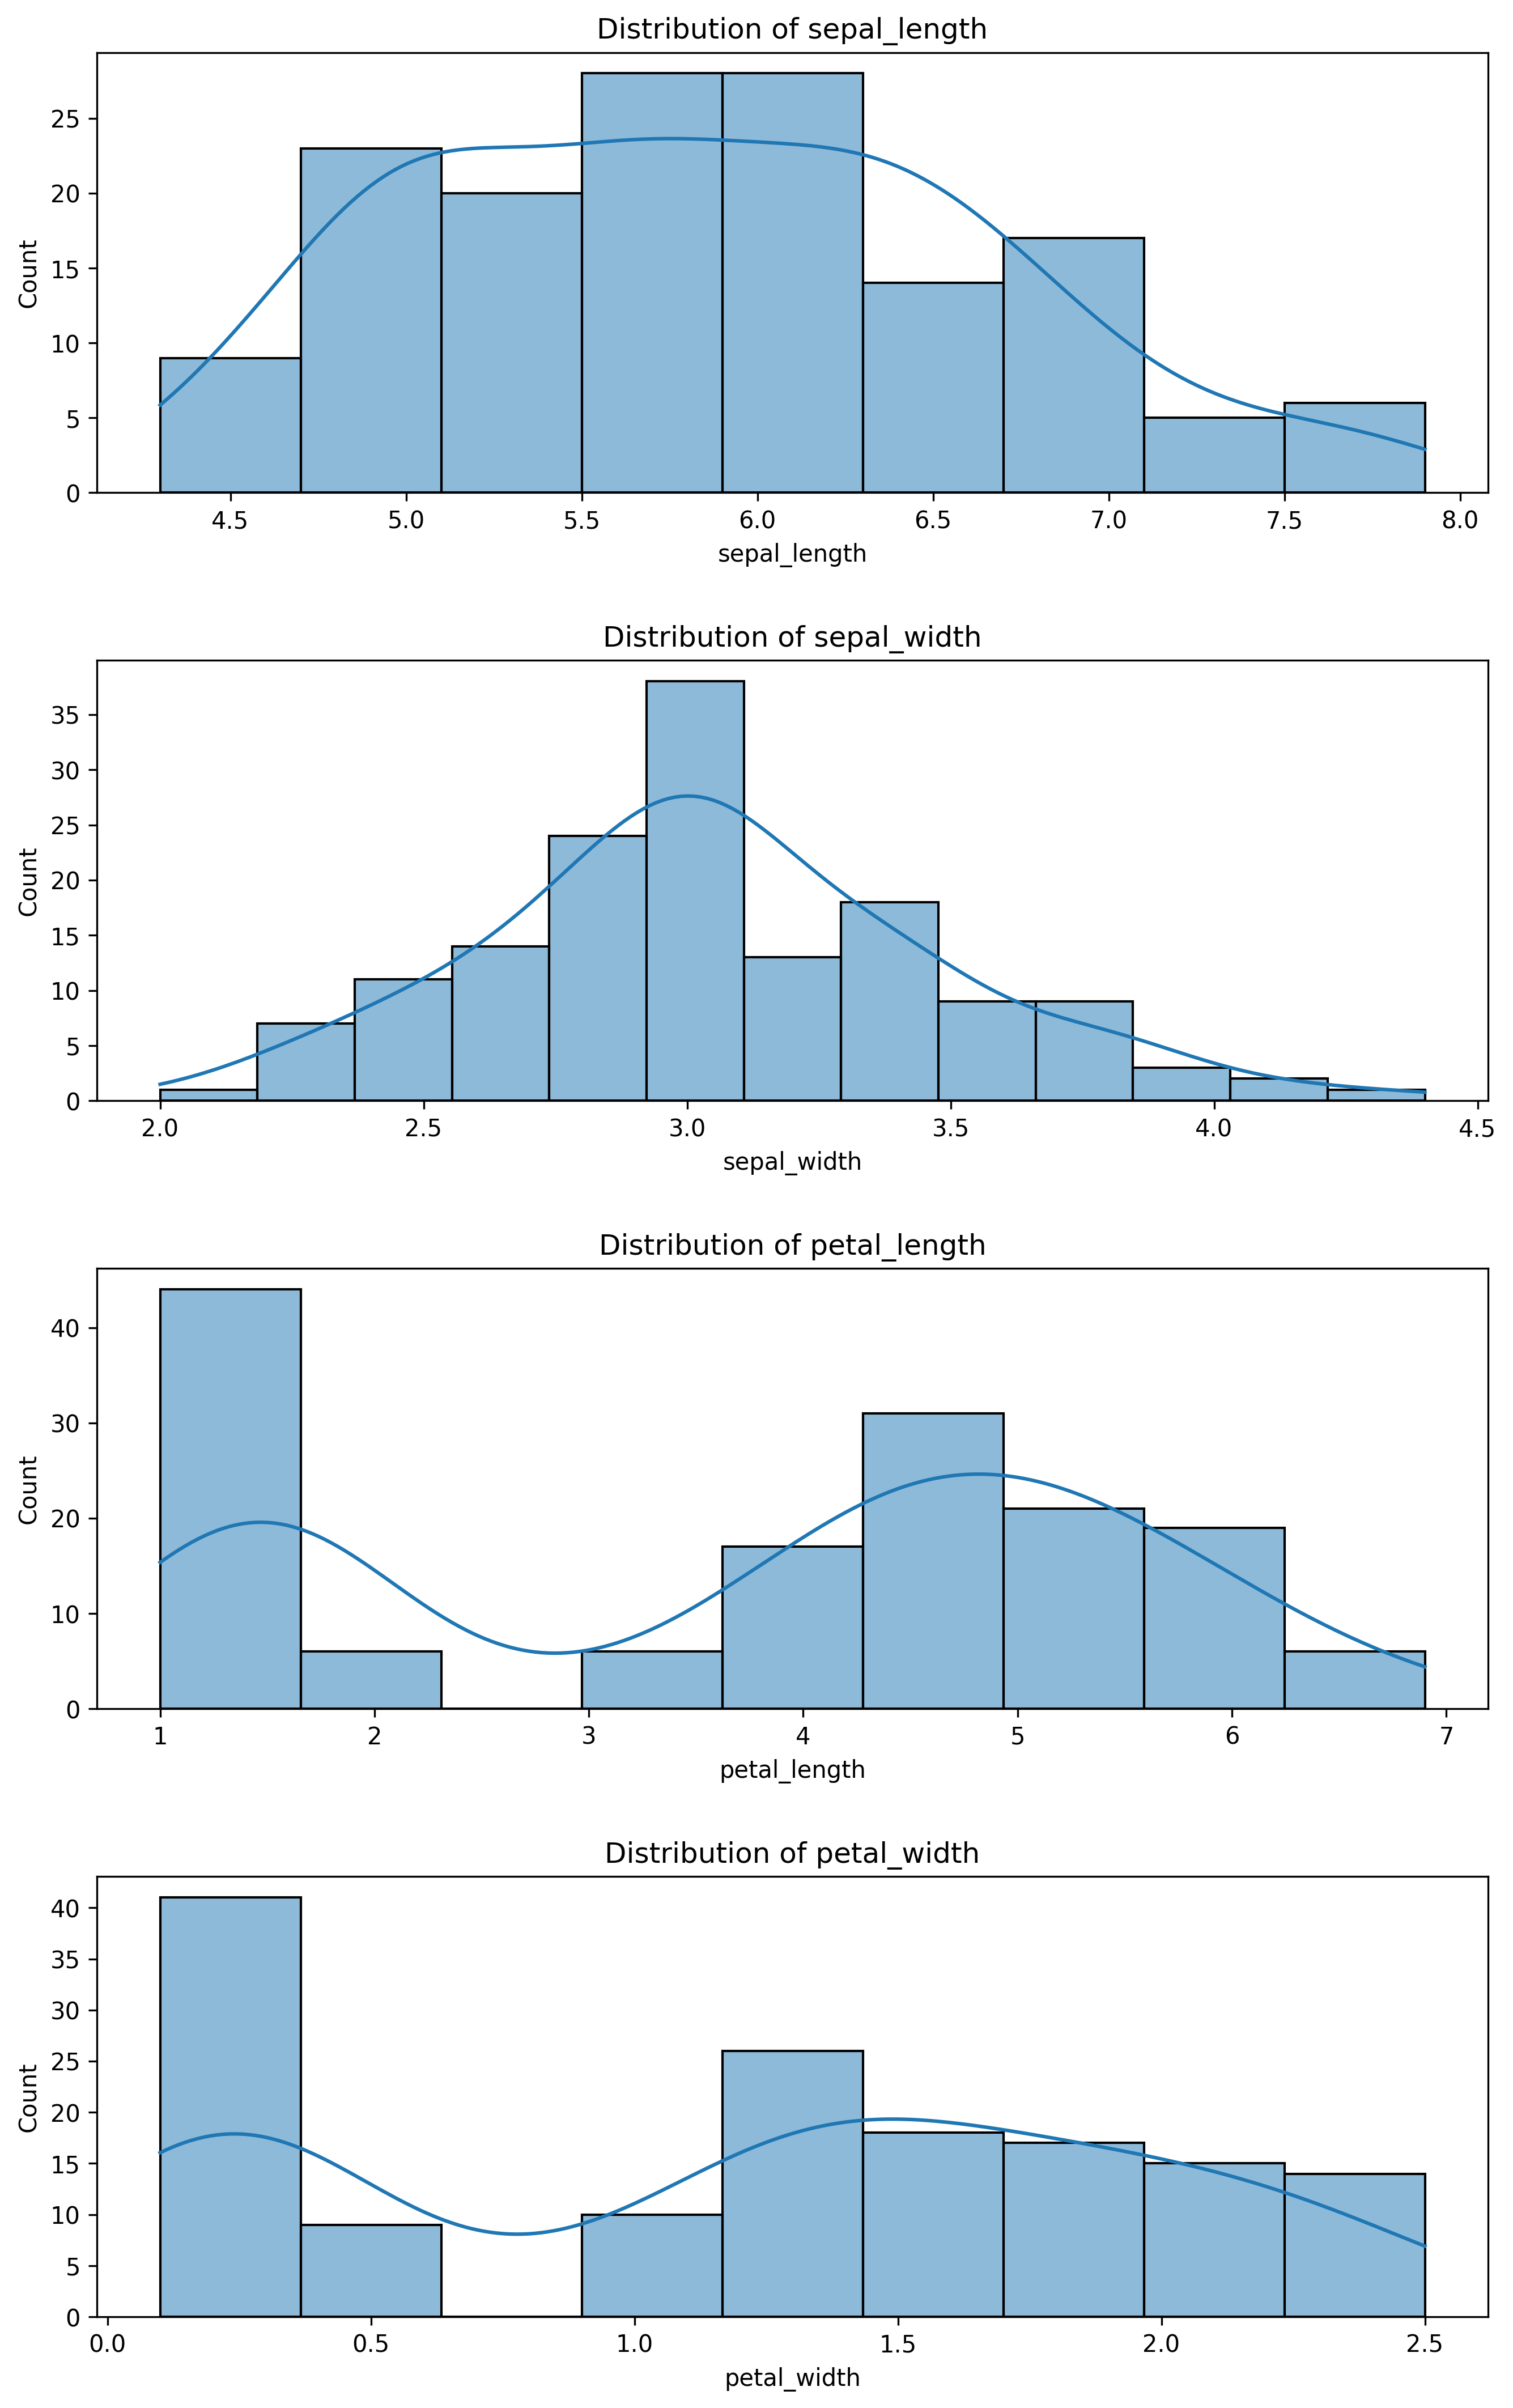 Distribution of sepal_length
25
20
15
10
5
0
Count
4.5 5.0 5.5 6.0 6.5 7.0 7.5 8.0
sepal_length
Distribution of sepal_width
35
30
25
20
15
10
5
0
Count
2.0 2.5 3.0 3.5 4.0 4.5
sepal_width
Distribution of petal_length
40
30
20
10
0
Count
1 2 3 4 5 6 7
petal_length
Distribution of petal_width
40
35
30
25
20
15
10
5
0
Count
0.0 0.5 1.0 1.5 2.0 2.5
petal_width